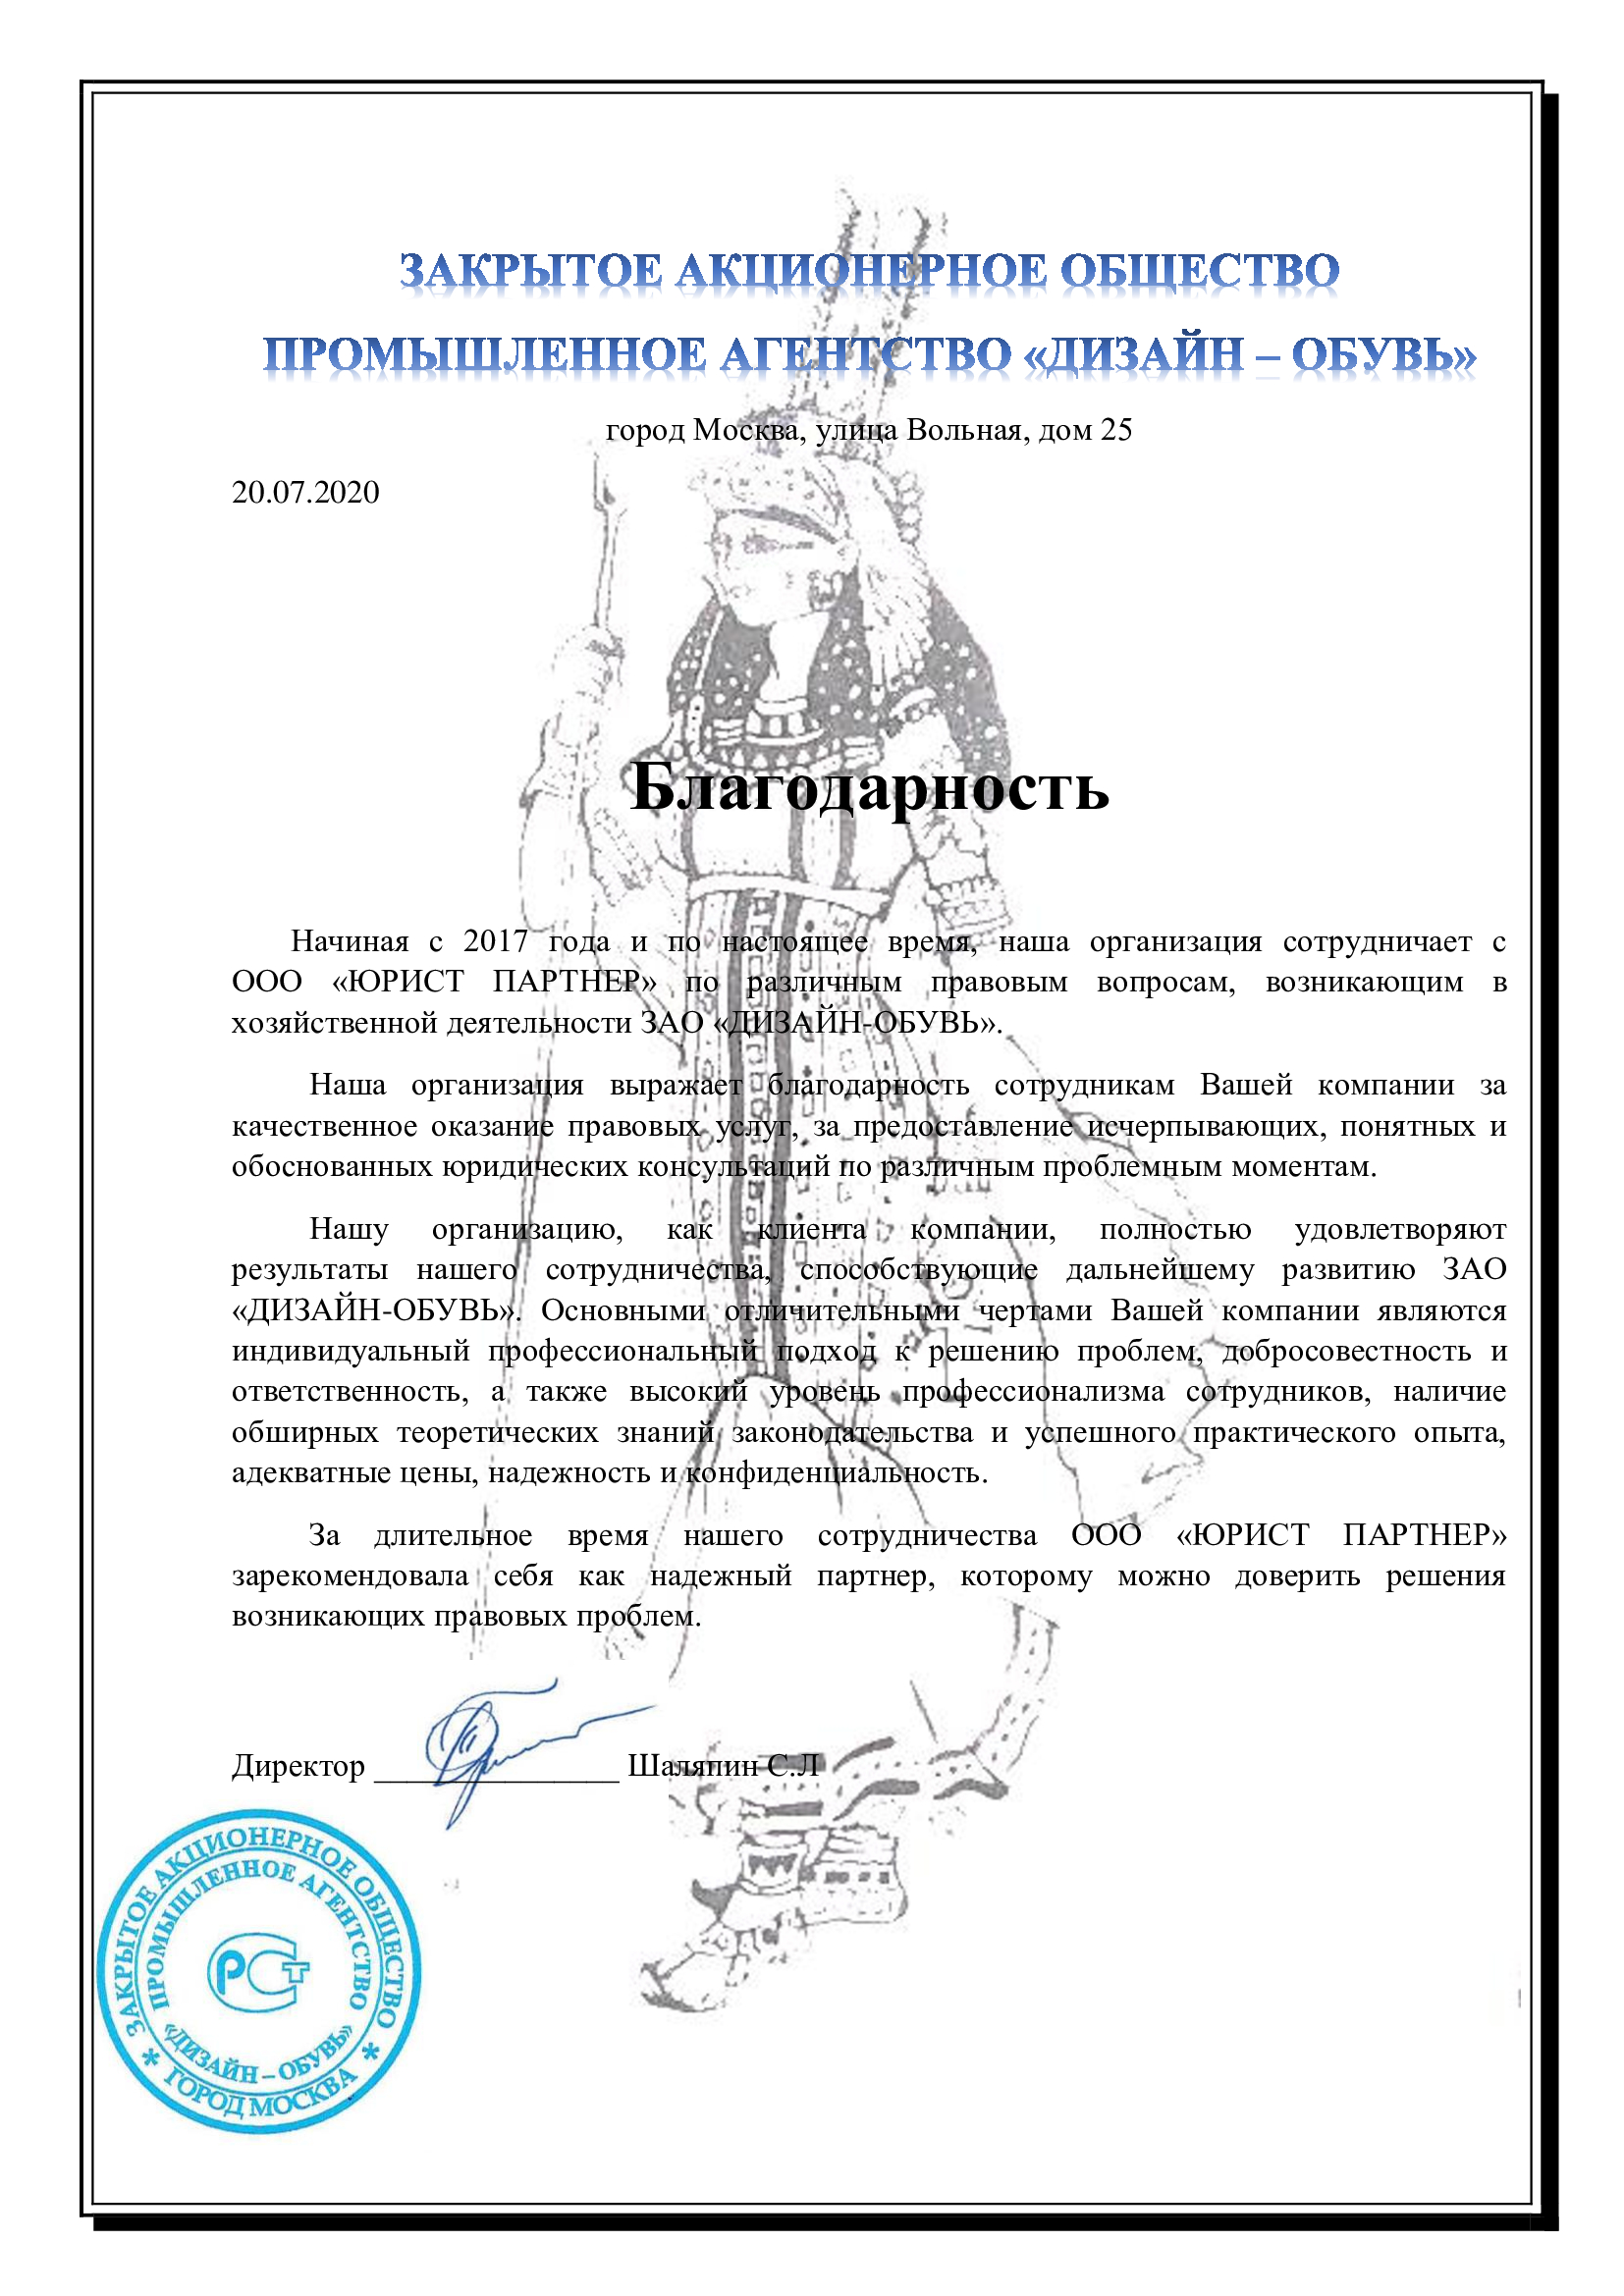 ЗАКРЫТОЕ АКЦИОНЕРНОЕ ОБЩЕСТВО
ПРОМЫШЛЕННОЕ АГЕНТСТВО «ДИЗАЙН – ОБУВЬ»
город Москва, улица Вольная, дом 25
20.07.2020
Благодарность
Начиная с 2017 года и по настоящее время, наша организация сотрудничает с
ООО «ЮРИСТ ПАРТНЕР» по различным правовым вопросам, возникающим в
хозяйственной деятельности ЗАО «ДИЗАЙН-ОБУВЬ».
Наша организация выражает благодарность сотрудникам Вашей компании за
качественное оказание правовых услуг, за предоставление исчерпывающих, понятных и
обоснованных юридических консультаций по различным проблемным моментам.
Нашу организацию, как клиента компании, полностью удовлетворяют
результаты нашего сотрудничества, способствующие дальнейшему развитию ЗАО
«ДИЗАЙН-ОБУВЬ». Основными отличительными чертами Вашей компании являются
индивидуальный профессиональный подход к решению проблем, добросовестность и
ответственность, а также высокий уровень профессионализма сотрудников, наличие
обширных теоретических знаний законодательства и успешного практического опыта,
адекватные цены, надежность и конфиденциальность.
За длительное время нашего сотрудничества ООО «ЮРИСТ ПАРТНЕР»
зарекомендовала себя как надежный партнер, которому можно доверить решения
возникающих правовых проблем.
Директор _______________ Шаляпин С.Л
ЗАКРЫТОЕ АКЦИОНЕРНОЕ ОБЩЕСТВО
ПРОМЫШЛЕННОЕ АГЕНТСТВО
РСТ
«ДИЗАЙН – ОБУВЬ»
* ГОРОД МОСКВА *